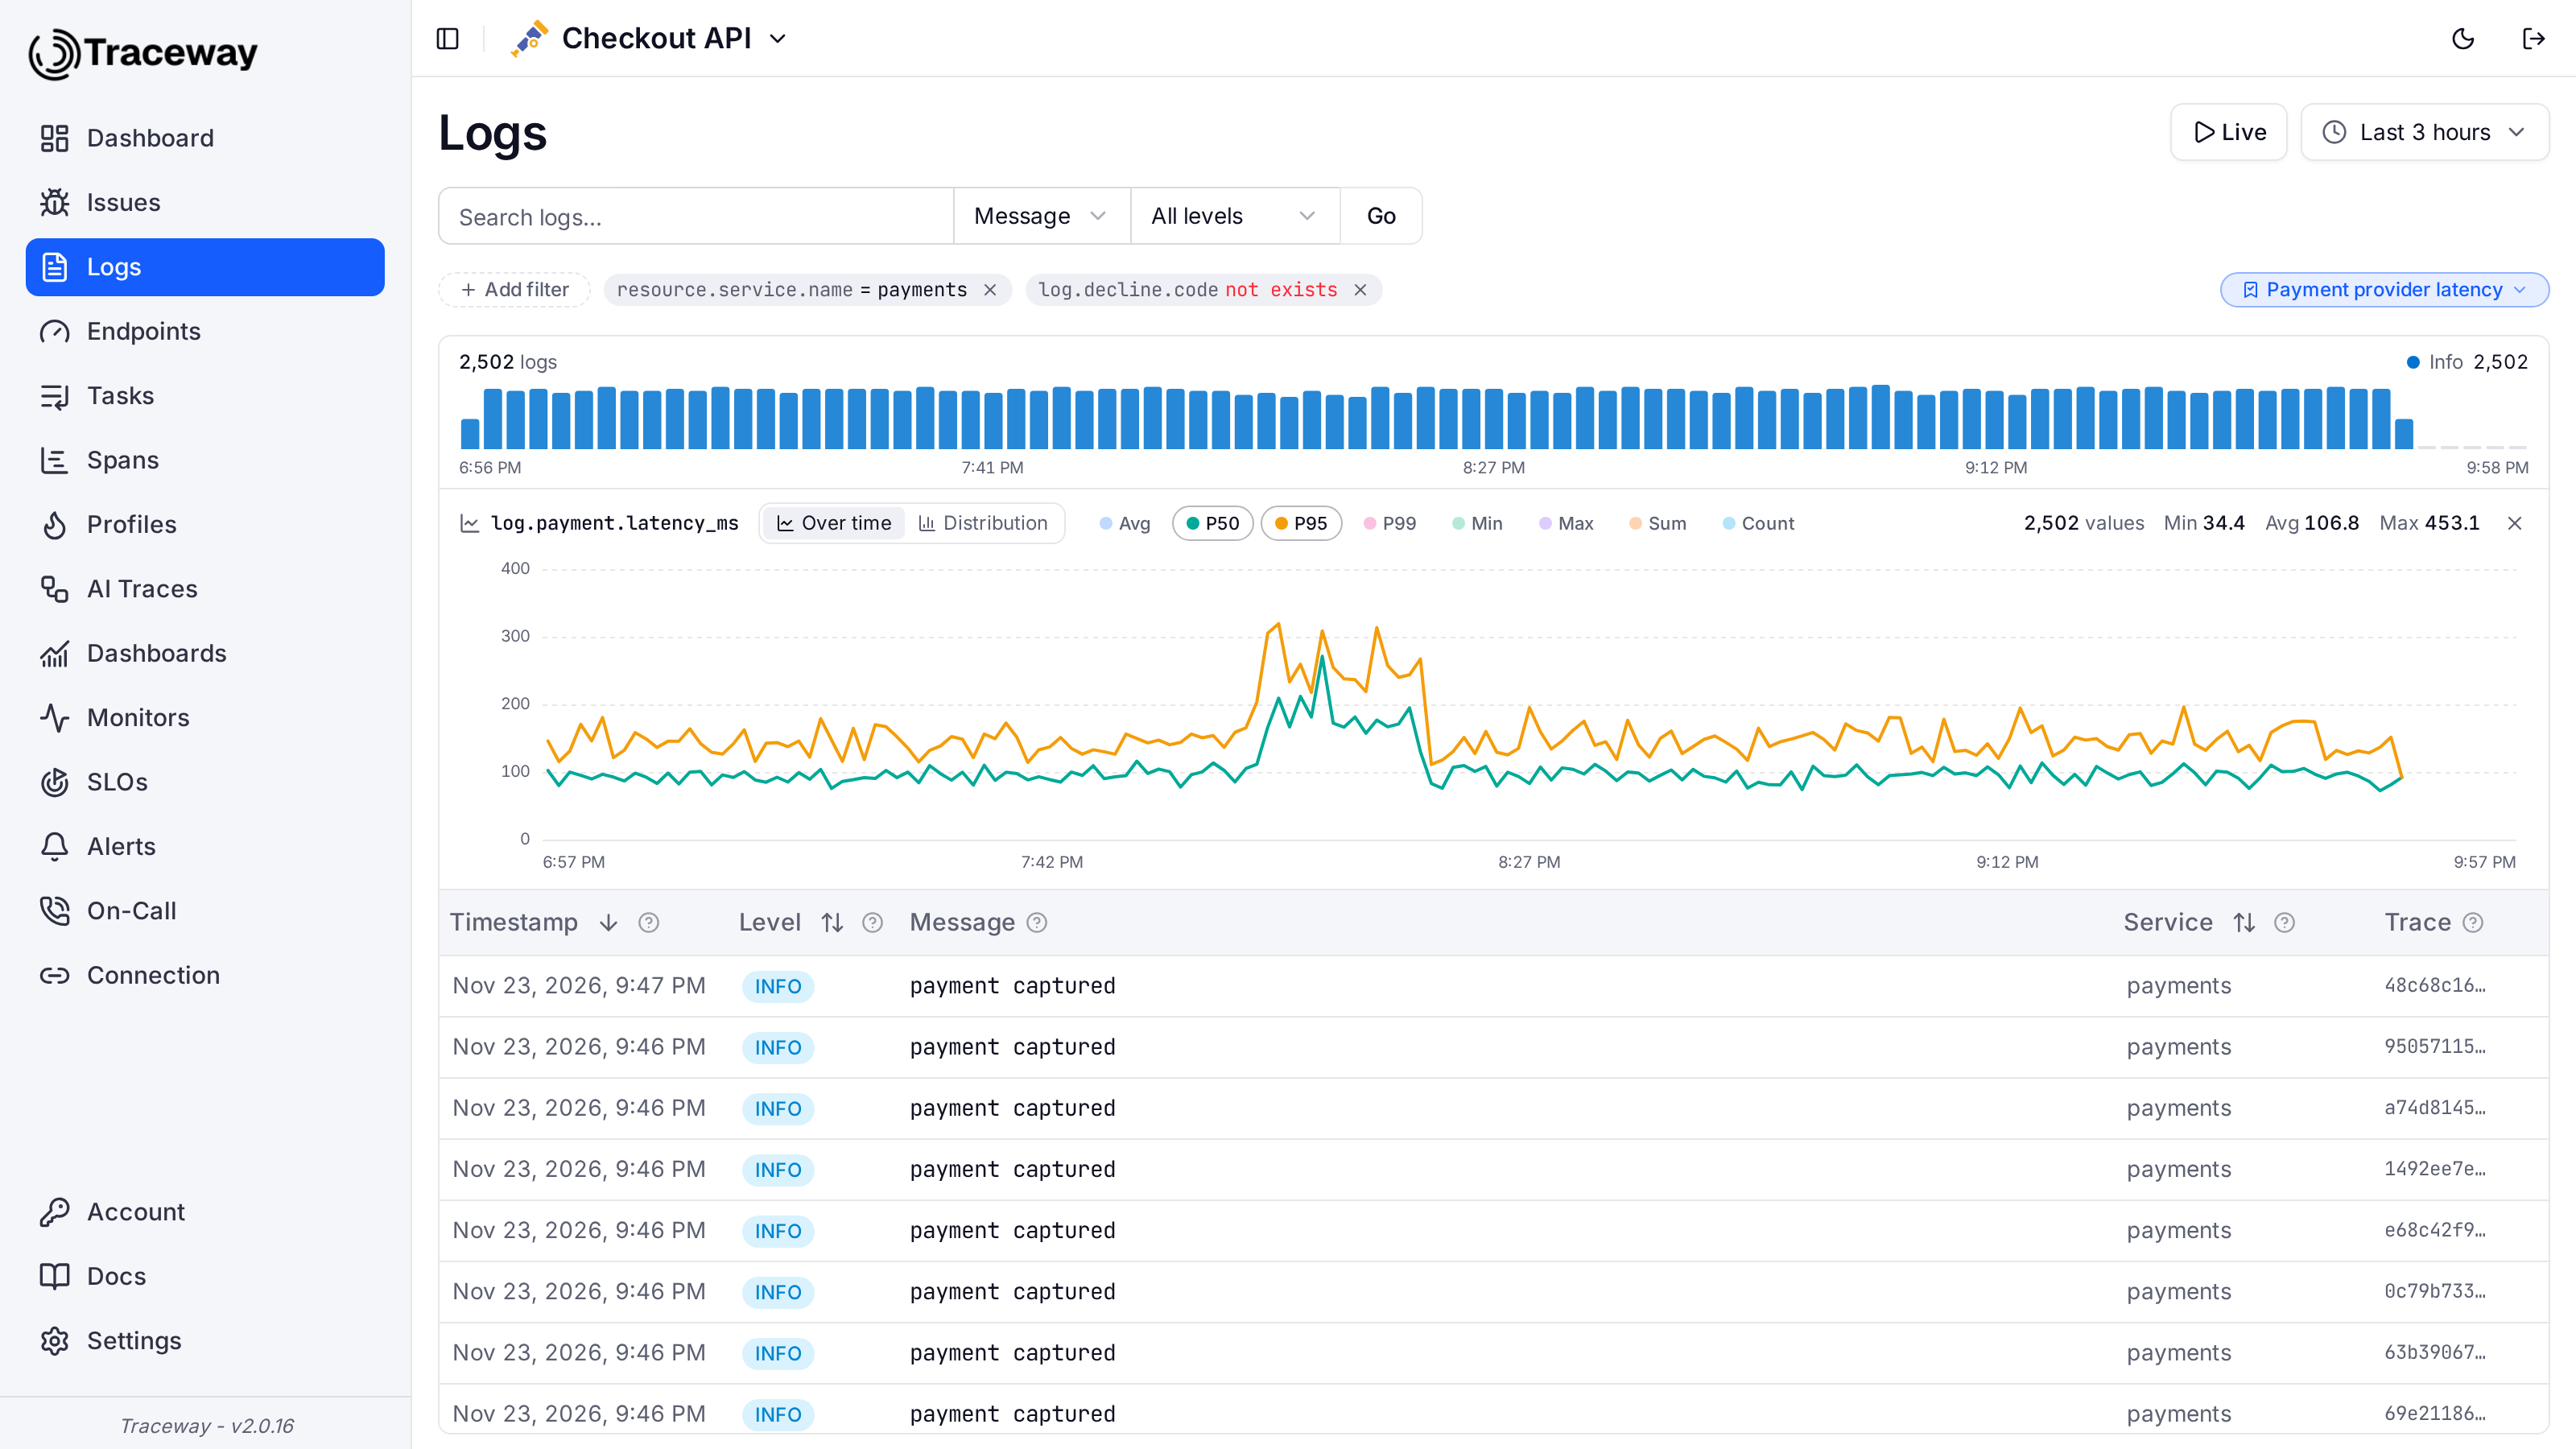 Traceway
Dashboard
Issues
Logs
Endpoints
Tasks
Spans
Profiles
AI Traces
Dashboards
Monitors
SLOs
Alerts
On-Call
Connection
Account
Docs
Settings
Traceway - v2.0.16
Checkout API
Logs
Live Last 3 hours
Search logs... Message All levels Go
+ Add filter resource.service.name = payments log.decline.code not exists Payment provider latency
2,502 logs Info 2,502
6:56 PM 7:41 PM 8:27 PM 9:12 PM 9:58 PM
log.payment.latency_ms Over time Distribution Avg P50 P95 P99 Min Max Sum Count 2,502 values Min 34.4 Avg 106.8 Max 453.1
400
300
200
100
0
6:57 PM 7:42 PM 8:27 PM 9:12 PM 9:57 PM
Timestamp Level Message Service Trace
Nov 23, 2026, 9:47 PM INFO payment captured payments 48c68c16…
Nov 23, 2026, 9:46 PM INFO payment captured payments 95057115…
Nov 23, 2026, 9:46 PM INFO payment captured payments a74d8145…
Nov 23, 2026, 9:46 PM INFO payment captured payments 1492ee7e…
Nov 23, 2026, 9:46 PM INFO payment captured payments e68c42f9…
Nov 23, 2026, 9:46 PM INFO payment captured payments 0c79b733…
Nov 23, 2026, 9:46 PM INFO payment captured payments 63b39067…
Nov 23, 2026, 9:46 PM INFO payment captured payments 69e21186…